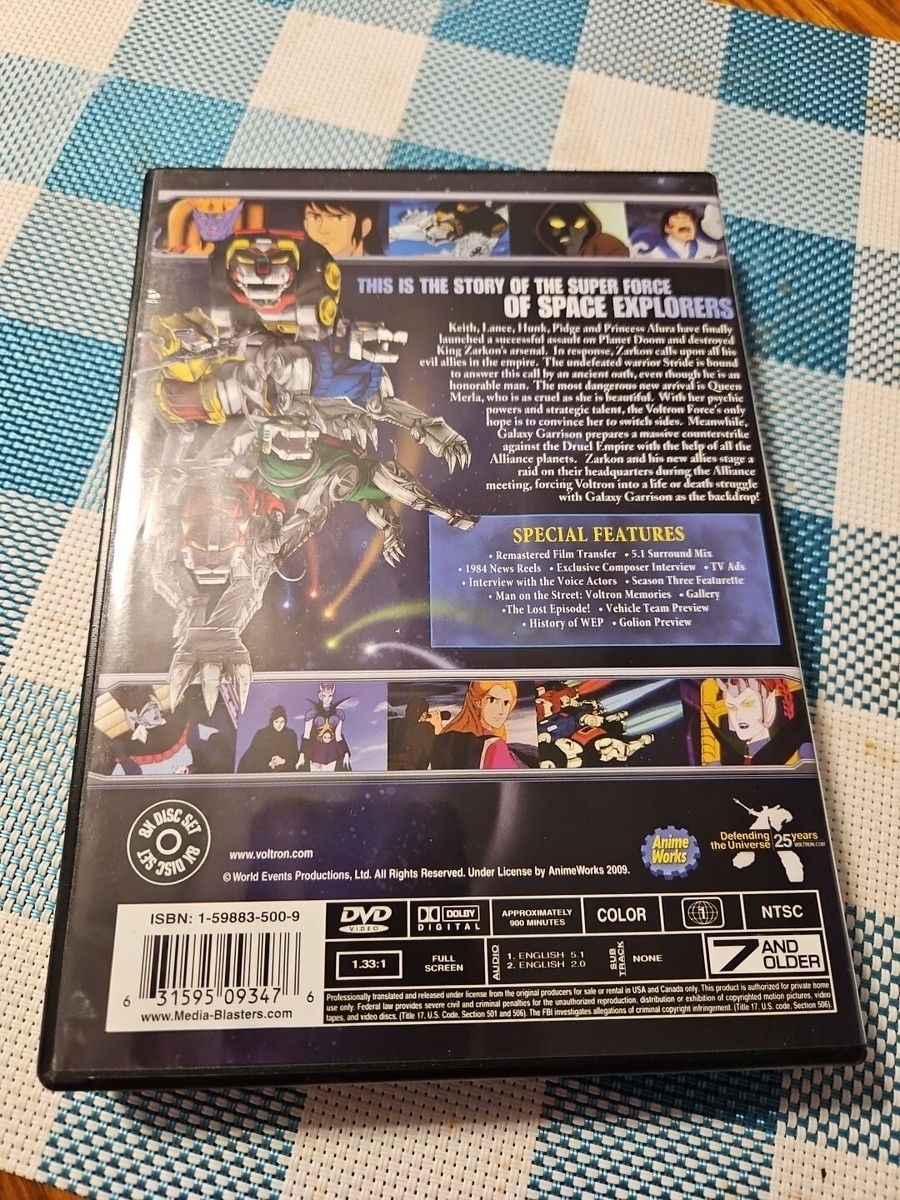 THIS IS THE STORY OF THE SUPER FORCE
OF SPACE EXPLORERS
Keith, Lance, Hunk, Pidge and Princess Alura have finally
launched a successful assault on Planet Doom and destroyed
King Zarkon's arsenal. In response, Zarkon calls upon all his
evil allies in the empire. The undefeated warrior Stride is bound
to answer this call by an ancient oath, even though he is an
honorable man. The most dangerous new arrival is Queen
Merla, who is as cruel as she is beautiful. With her psychic
powers and strategic talent, the Voltron Force's only
hope is to convince her to switch sides. Meanwhile,
Galaxy Garrison prepares a massive counterstrike
against the Druel Empire with the help of all the
Alliance planets. Zarkon and his new allies stage a
raid on their headquarters during the Alliance
meeting, forcing Voltron into a life or death struggle
with Galaxy Garrison as the backdrop!
SPECIAL FEATURES
• Remastered Film Transfer • 5.1 Surround Mix
• 1984 News Reels • Exclusive Composer Interview • TV Ads
• Interview with the Voice Actors • Season Three Featurette
• Man on the Street: Voltron Memories • Gallery
•The Lost Episode! • Vehicle Team Preview
• History of WEP • Golion Preview
8X DISC SET
8X DISC SET
www.voltron.com
©World Events Productions, Ltd. All Rights Reserved. Under License by AnimeWorks 2009.
Anime
Works
Defending
the Universe
25 years
VOLTRON.COM
ISBN: 1-59883-500-9
6 31595 09347 6
www.Media-Blasters.com
DVD
VIDEO
DOLBY
DIGITAL
APPROXIMATELY
900 MINUTES
COLOR
1
NTSC
1.33:1
FULL
SCREEN
AUDIO
1. ENGLISH 5.1
2. ENGLISH 2.0
SUB
TRACK
NONE
7 AND
OLDER
Professionally translated and released under license from the original producers for sale or rental in USA and Canada only. This product is authorized for private home
use only. Federal law provides severe civil and criminal penalties for the unauthorized reproduction, distribution or exhibition of copyrighted motion pictures, video
tapes, and video discs. (Title 17, U.S. Code, Section 501 and 506). The FBI investigates allegations of criminal copyright infringement. (Title 17, U.S. Code, Section 506).